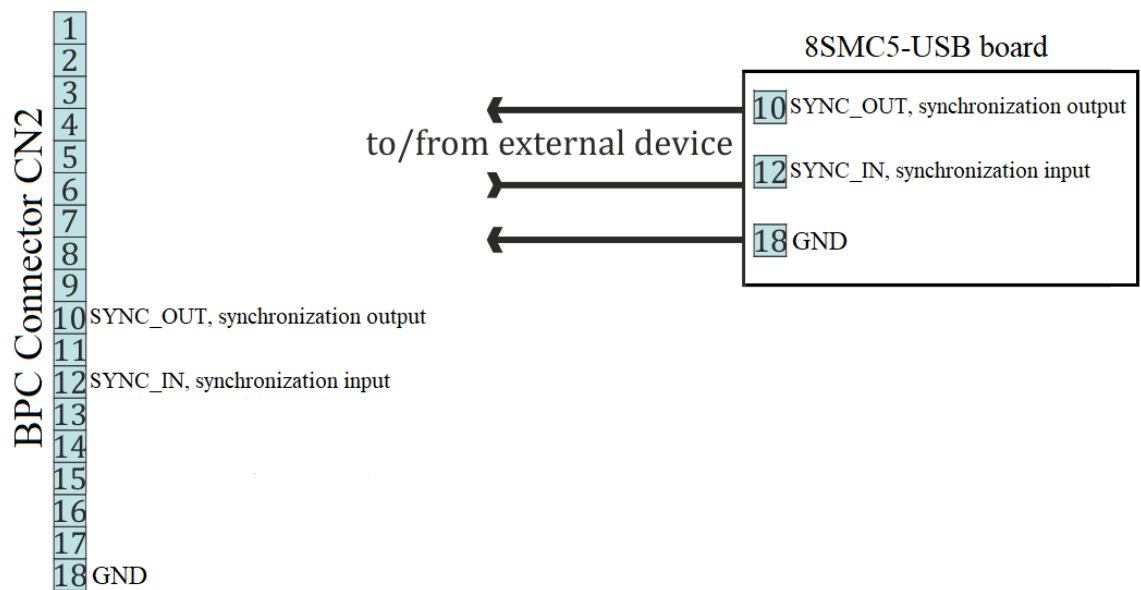 BPC Connector CN2
1
2
3
4
5
6
7
8
9
10 SYNC_OUT, synchronization output
11
12 SYNC_IN, synchronization input
13
14
15
16
17
18 GND
to/from external device
8SMC5-USB board
10 SYNC_OUT, synchronization output
12 SYNC_IN, synchronization input
18 GND